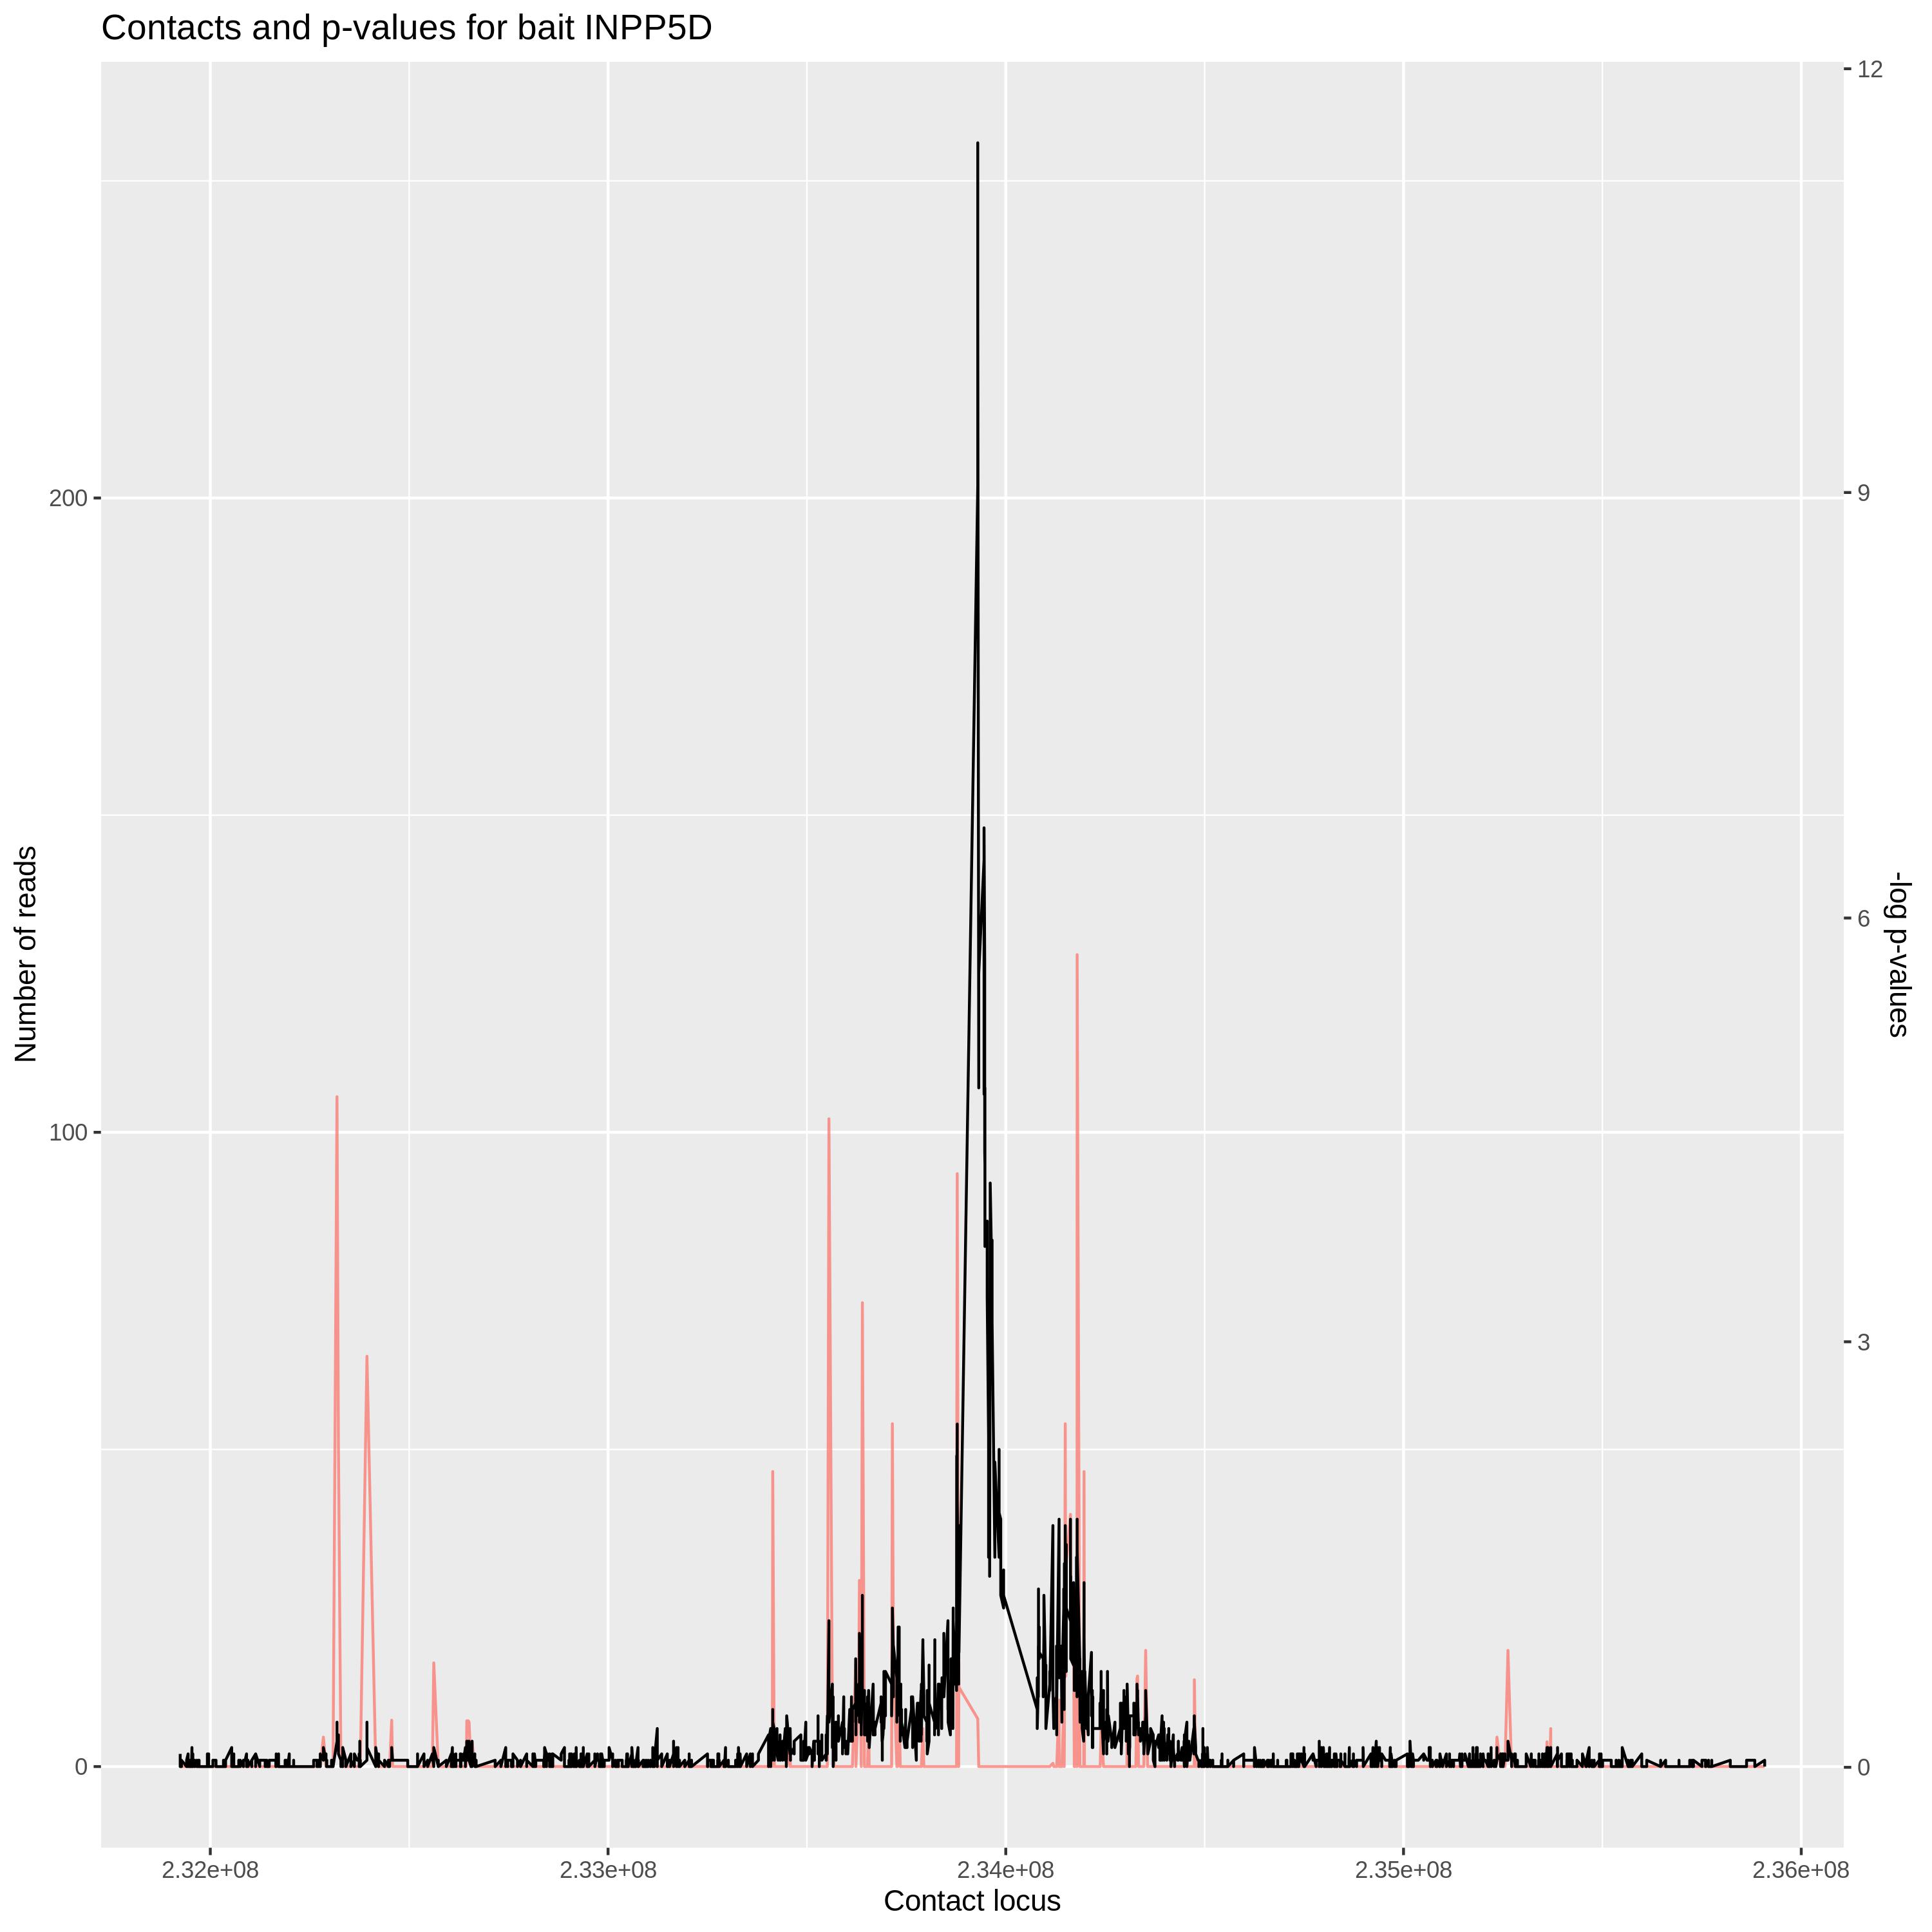 Contacts and p-values for bait INPP5D
Number of reads
200
100
0
12
9
6
3
0
-log p-values
2.32e+08
2.33e+08
2.34e+08
2.35e+08
2.36e+08
Contact locus